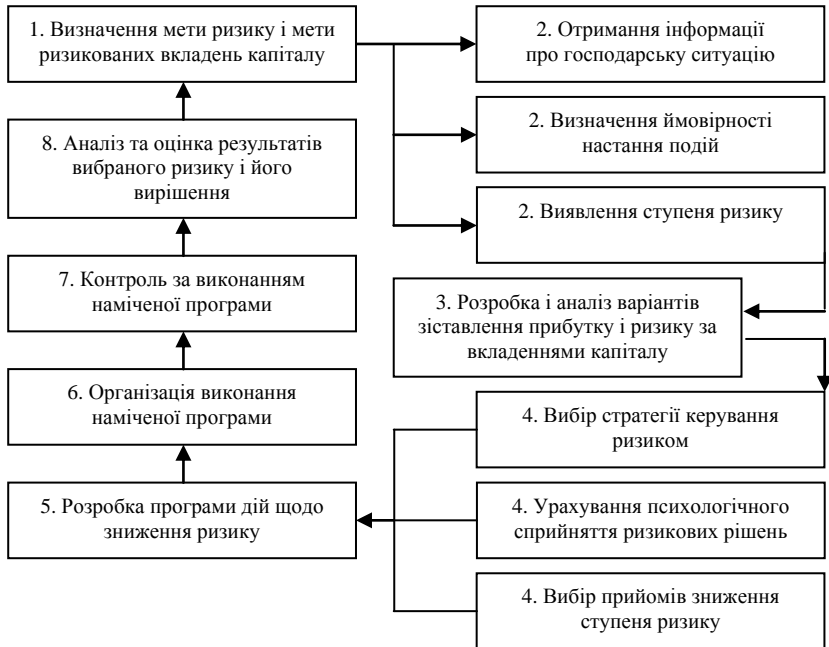 1. Визначення мети ризику і мети
ризикованих вкладень капіталу
2. Отримання інформації
про господарську ситуацію
2. Визначення ймовірності
настання подій
8. Аналіз та оцінка результатів
вибраного ризику і його
вирішення
2. Виявлення ступеня ризику
7. Контроль за виконанням
наміченої програми
3. Розробка і аналіз варіантів
зіставлення прибутку і ризику за
вкладеннями капіталу
6. Організація виконання
наміченої програми
4. Вибір стратегії керування
ризиком
5. Розробка програми дій щодо
зниження ризику
4. Урахування психологічного
сприйняття ризикових рішень
4. Вибір прийомів зниження
ступеня ризику